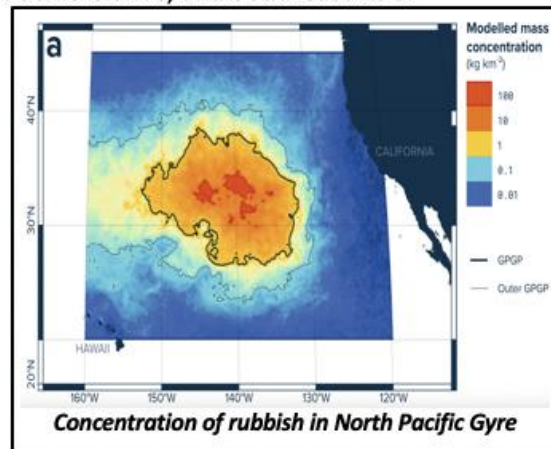 a
Modelled mass
concentration
(kg km⁻²)
100
10
1
0.1
0.01
GPGP
Outer GPGP
CALIFORNIA
HAWAII
40°N
30°N
20°N
160°W
150°W
140°W
130°W
120°W
Concentration of rubbish in North Pacific Gyre